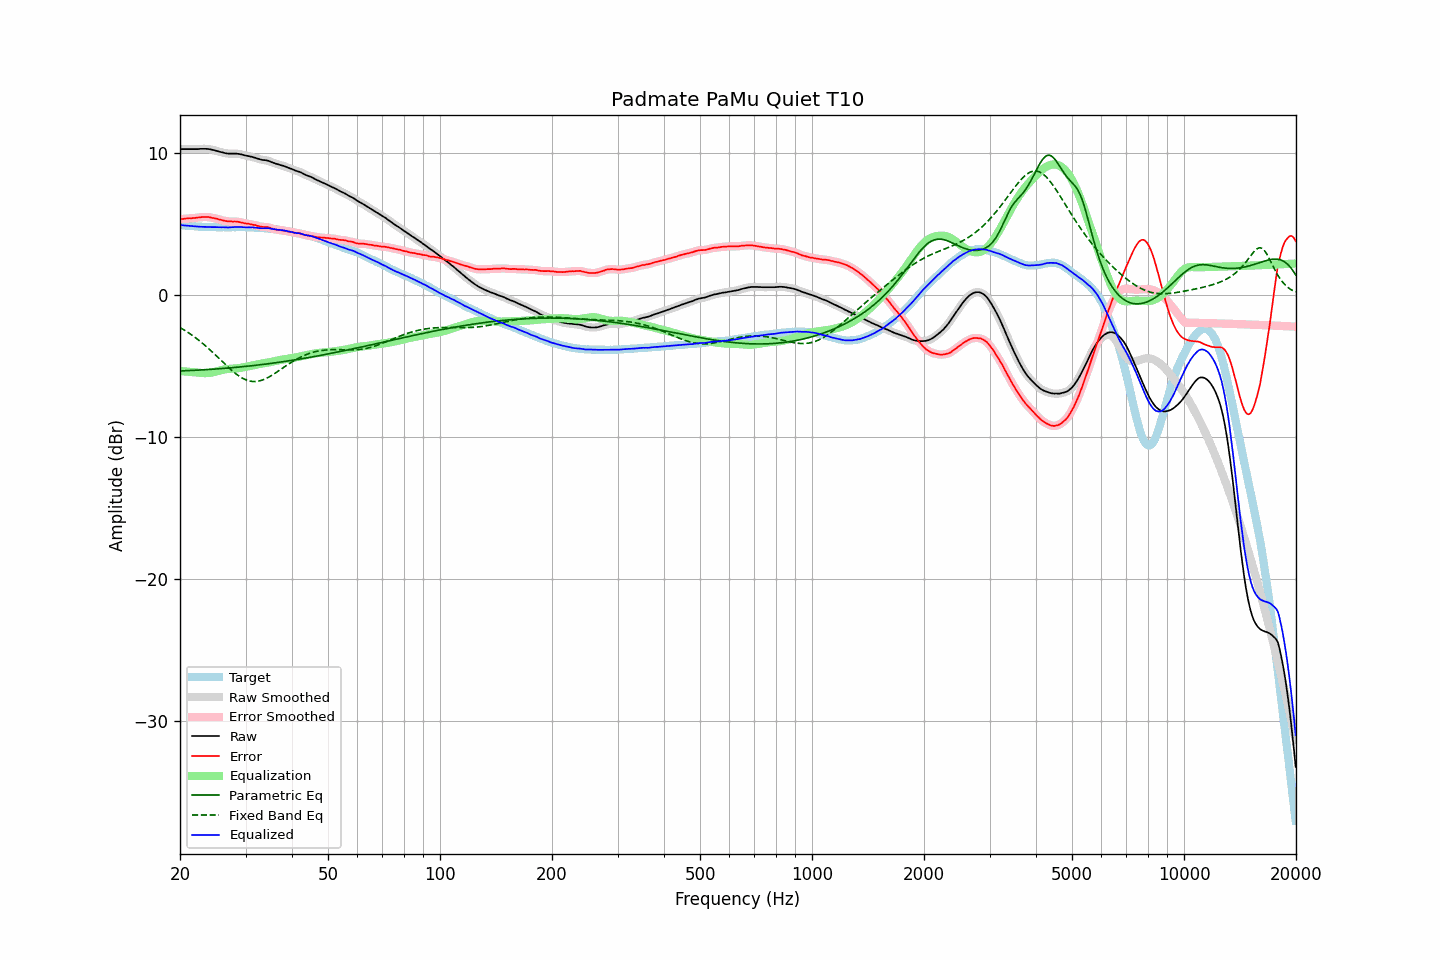 Padmate PaMu Quiet T10
Amplitude (dBr)
10
0
−10
−20
−30
Target
Raw Smoothed
Error Smoothed
Raw
Error
Equalization
Parametric Eq
Fixed Band Eq
Equalized
20 50 100 200 500 1000 2000 5000 10000 20000
Frequency (Hz)